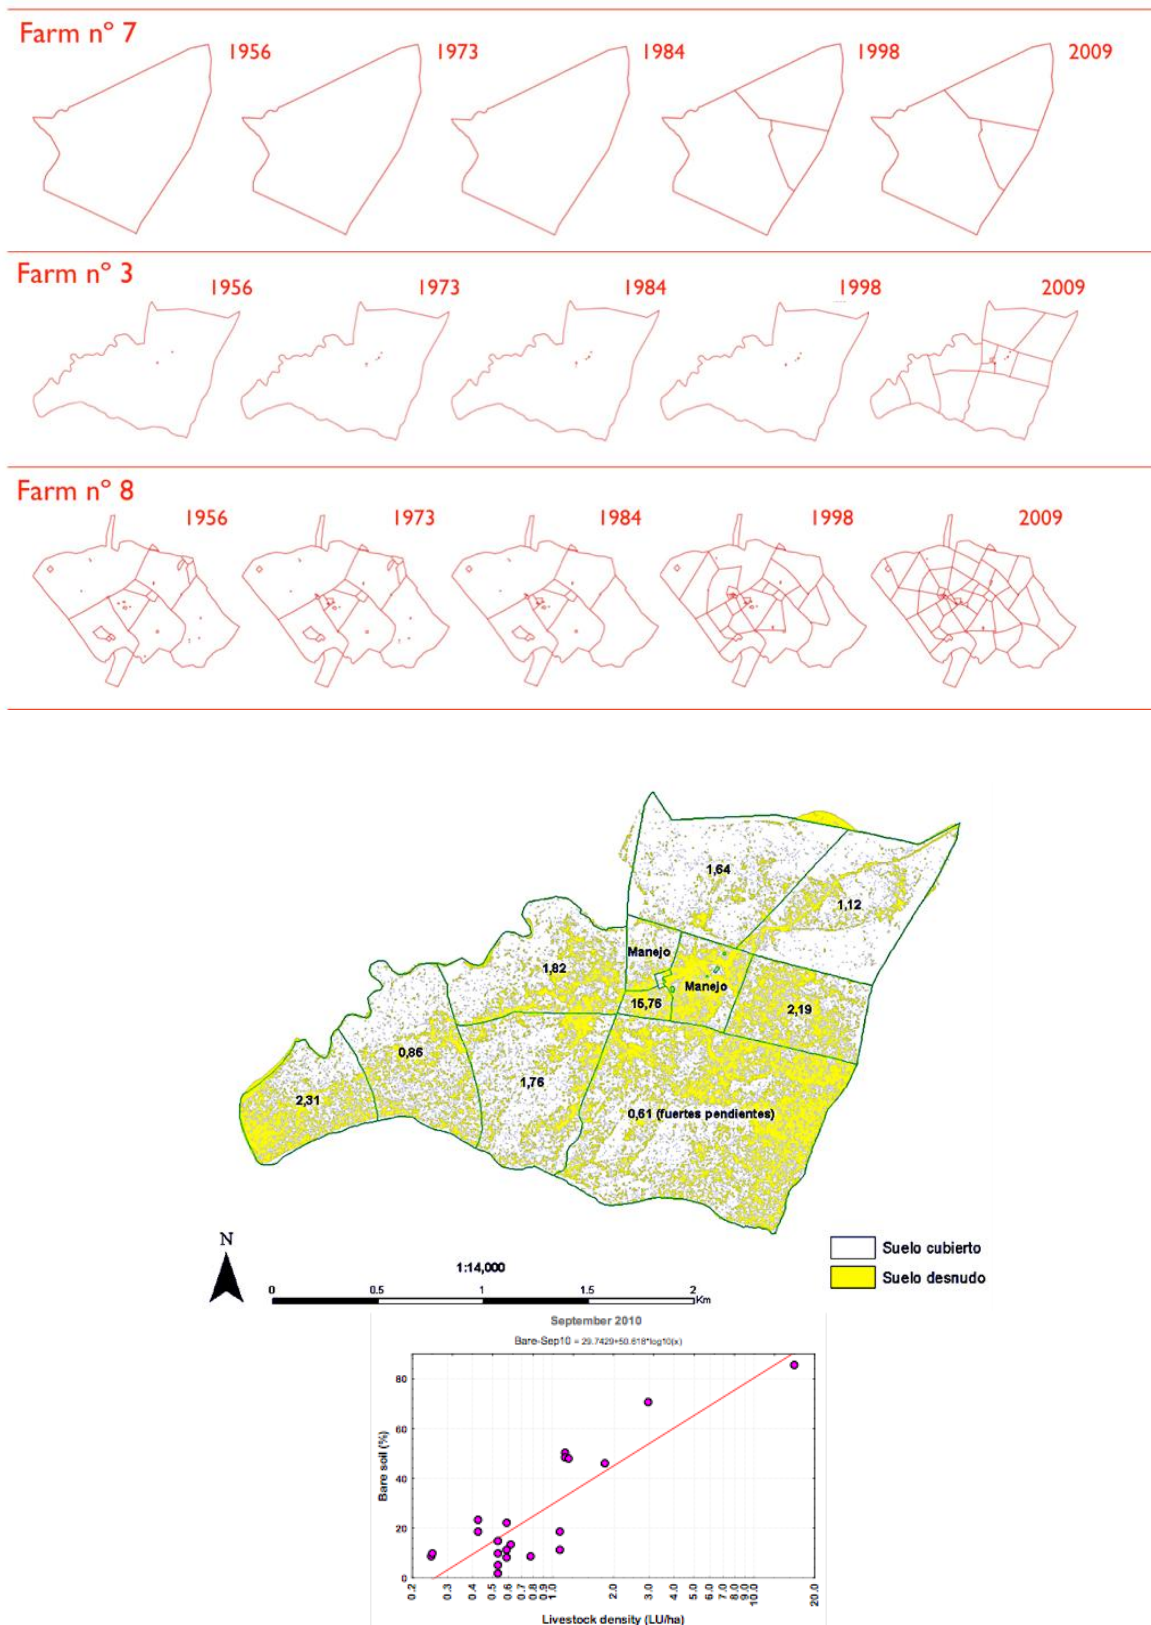 Farm nº 7
1956 1973 1984 1998 2009
Farm nº 3
1956 1973 1984 1998 2009
Farm nº 8
1956 1973 1984 1998 2009
1,64
1,12
Manejo
1,82
Manejo
15,76
2,19
0,86
1,76
2,31
0,61 (fuertes pendientes)
N
Suelo cubierto
1:14,000
Suelo desnudo
0 0.5 1 1.5 2
Km
September 2010
Bare-Sep10 = 29.7429+50.618*log10(x)
80
60
40
20
0
Bare soil (%)
0.2 0.3 0.4 0.5 0.6 0.7 0.8 0.9 1.0 2.0 3.0 4.0 5.0 6.0 7.0 8.0 9.0 10.0 20.0
Livestock density (LU/ha)